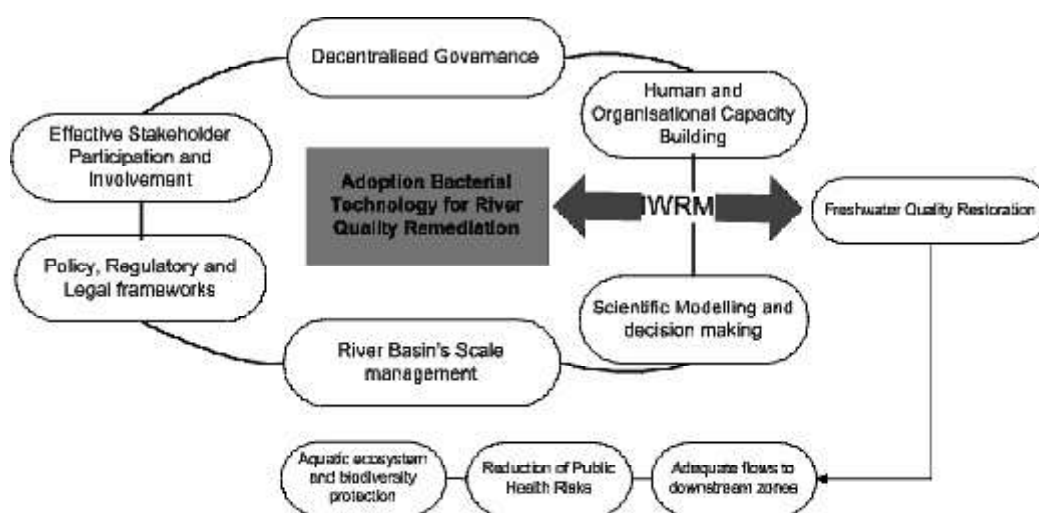 Decentralised Governance
Human and
Organisational Capacity
Building
Effective Stakeholder
Participation and
Involvement
Adoption Bacterial
Technology for River
Quality Remediation
IWRM
Freshwater Quality Restoration
Policy, Regulatory and
Legal frameworks
Scientific Modelling and
decision making
River Basin's Scale
management
Aquatic ecosystem
and biodiversity
protection
Reduction of Public
Health Risks
Adequate flows to
downstream zones